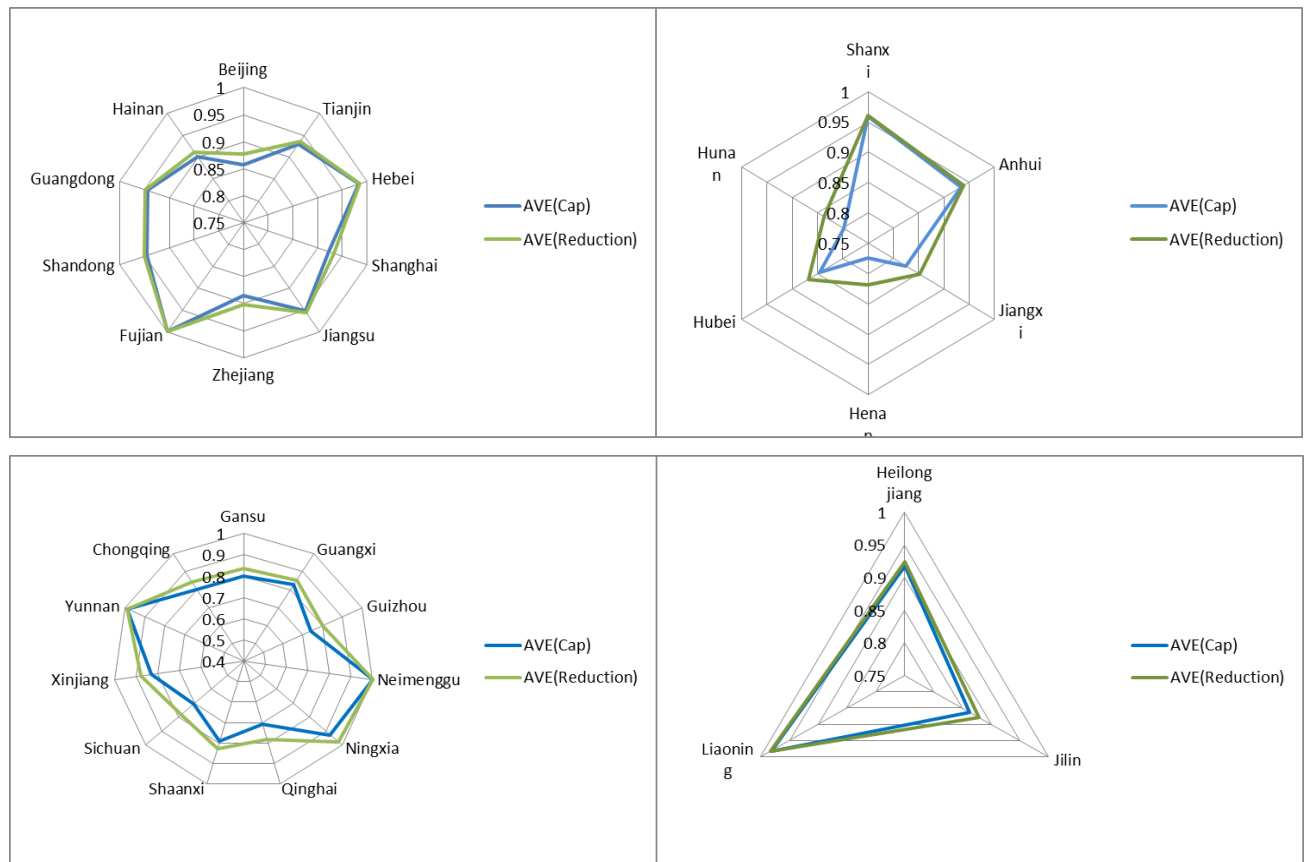 Beijing
1
Hainan
Tianjin
0.95
0.9
0.85
Guangdong
Hebei
0.8
0.75
AVE(Cap)
AVE(Reduction)
Shandong
Shanghai
Fujian
Jiangsu
Zhejiang
Shanx
i
1
0.95
Huna
n
Anhui
0.9
0.85
0.8
0.75
AVE(Cap)
AVE(Reduction)
Hubei
Jiangx
i
Hena
n
Gansu
1
Chongqing
Guangxi
0.9
0.8
Yunnan
Guizhou
0.7
0.6
0.5
0.4
AVE(Cap)
AVE(Reduction)
Xinjiang
Neimenggu
Sichuan
Ningxia
Shaanxi
Qinghai
Heilong
jiang
1
0.95
0.9
0.85
0.8
0.75
AVE(Cap)
AVE(Reduction)
Liaonin
g
Jilin